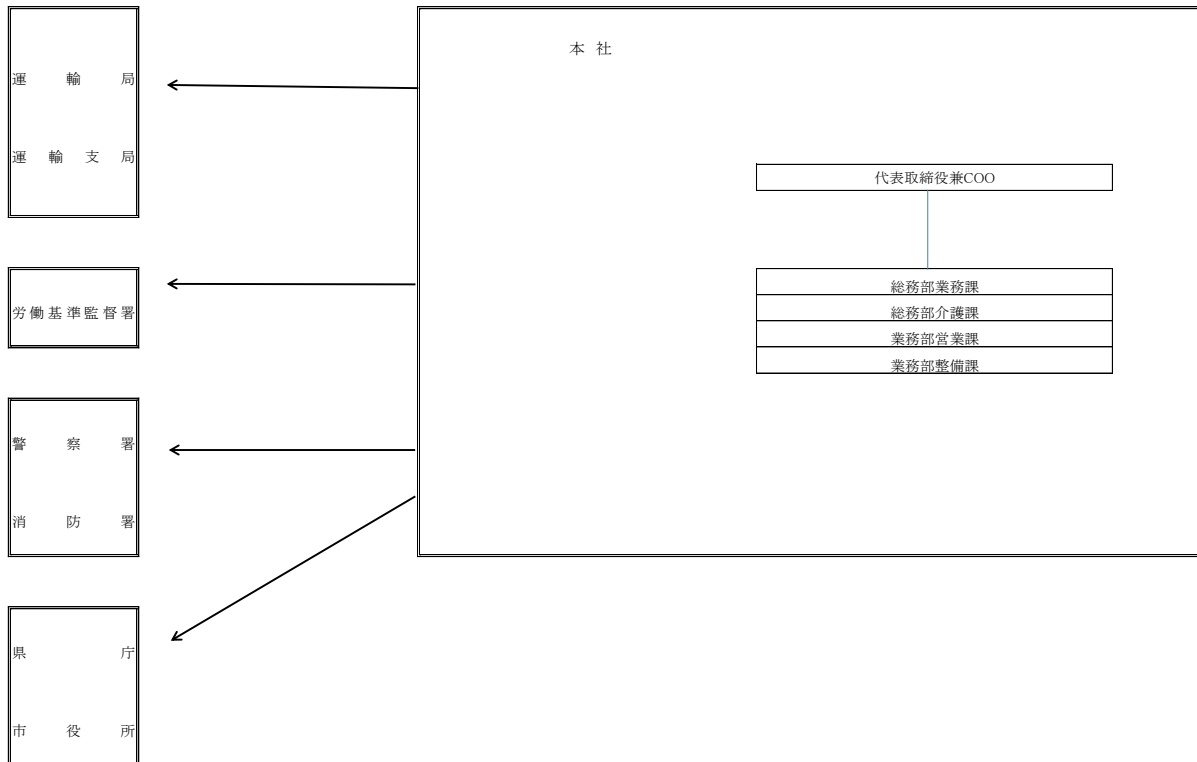 運輸局
運輸支局
労働基準監督署
警察署
消防署
県庁
市役所
本社
代表取締役兼COO
総務部業務課
総務部介護課
業務部営業課
業務部整備課